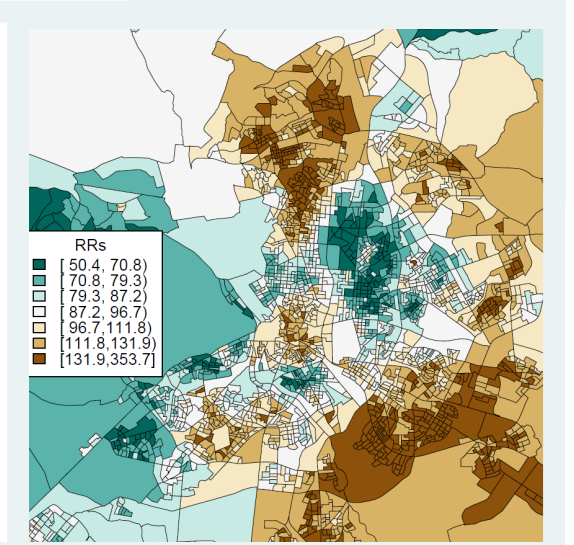 RRs
[ 50.4, 70.8)
[ 70.8, 79.3)
[ 79.3, 87.2)
[ 87.2, 96.7)
[ 96.7,111.8)
[111.8,131.9)
[131.9,353.7]